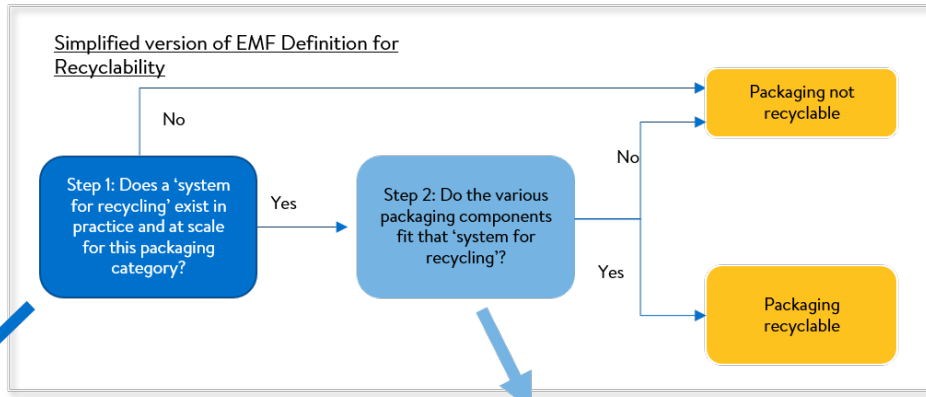 Simplified version of EMF Definition for
Recyclability
No
Packaging not
recyclable
Step 1: Does a ‘system
for recycling’ exist in
practice and at scale
for this packaging
category?
Yes
Step 2: Do the various
packaging components
fit that ‘system for
recycling’?
No
Yes
Packaging
recyclable